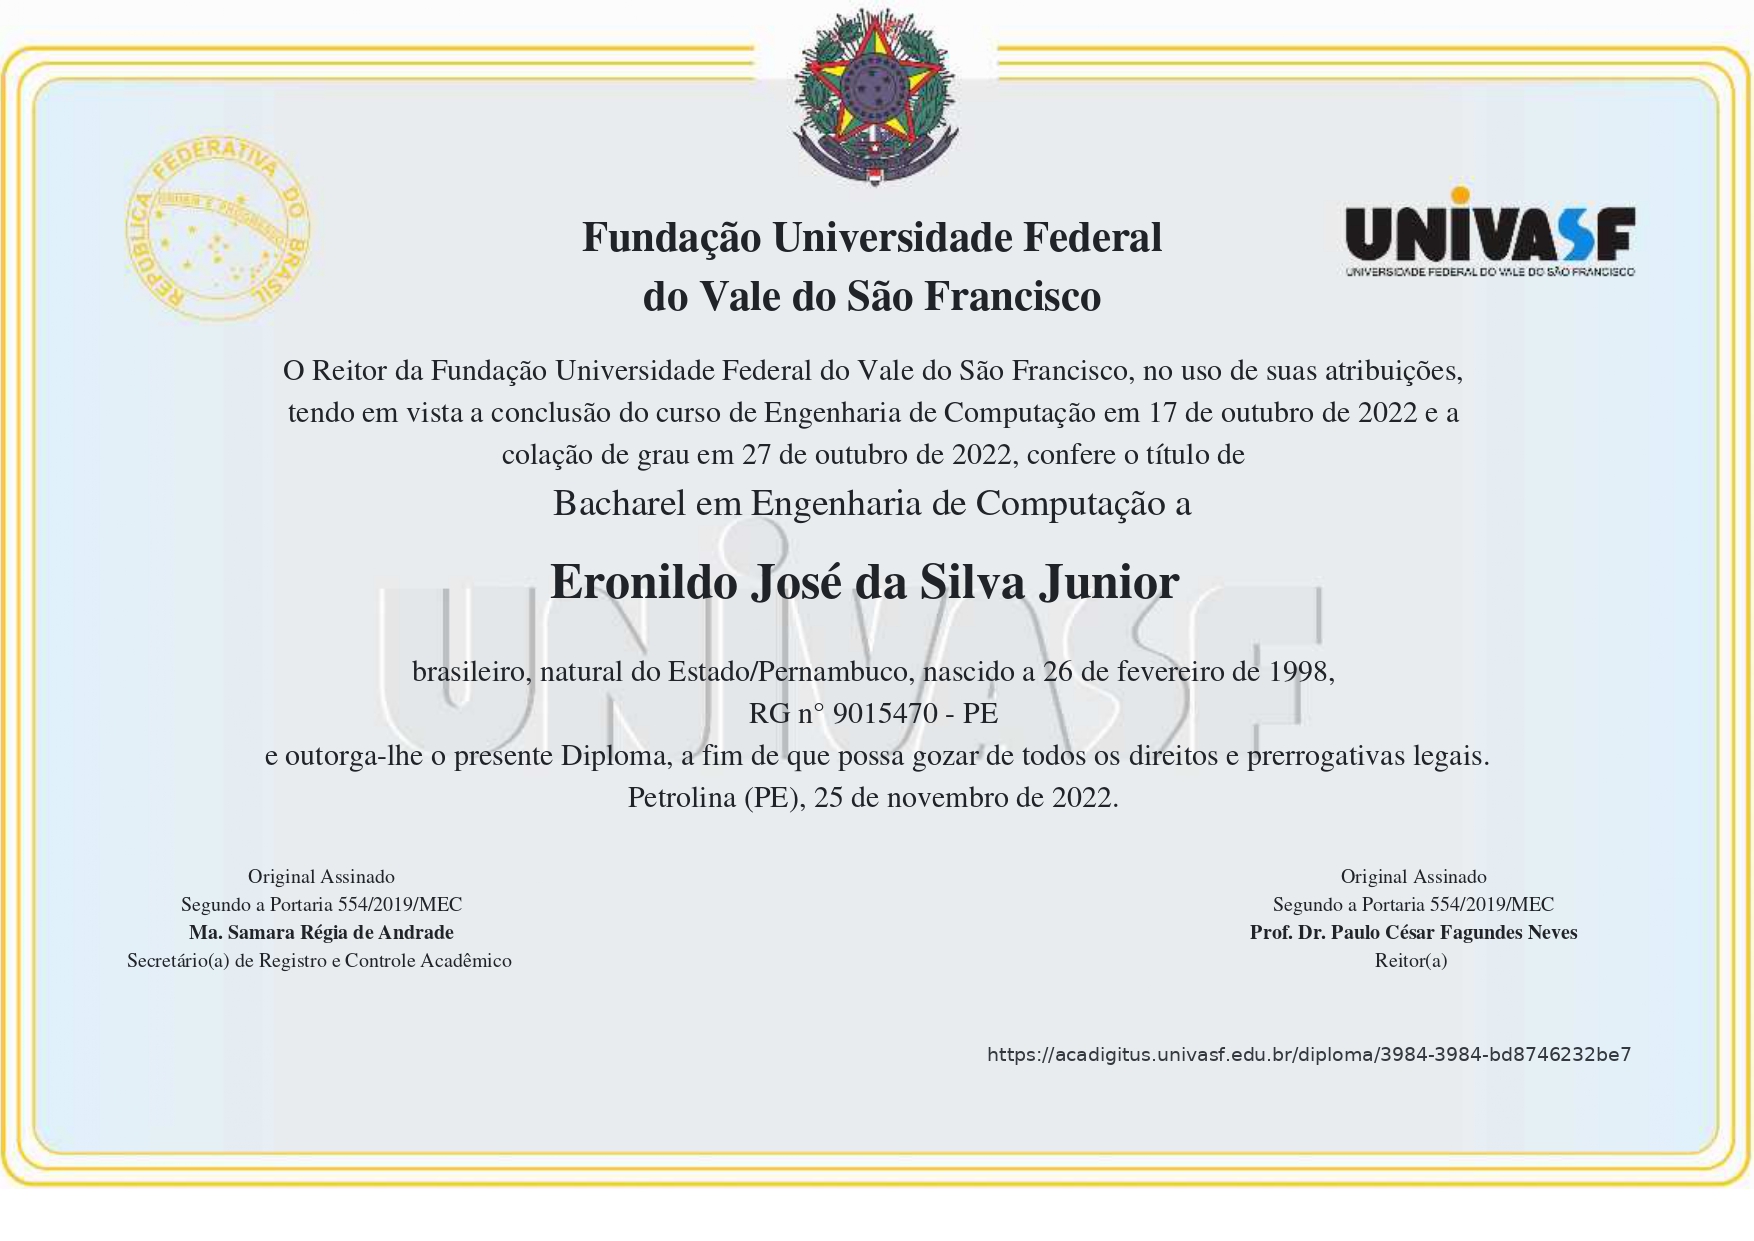 REPÚBLICA FEDERATIVA DO BRASIL
ORDEM E PROGRESSO
UNIVASF
UNIVERSIDADE FEDERAL DO VALE DO SÃO FRANCISCO
Fundação Universidade Federal
do Vale do São Francisco
O Reitor da Fundação Universidade Federal do Vale do São Francisco, no uso de suas atribuições,
tendo em vista a conclusão do curso de Engenharia de Computação em 17 de outubro de 2022 e a
colação de grau em 27 de outubro de 2022, confere o título de
Bacharel em Engenharia de Computação a
UNIVASF
Eronildo José da Silva Junior
brasileiro, natural do Estado/Pernambuco, nascido a 26 de fevereiro de 1998,
RG n° 9015470 - PE
e outorga-lhe o presente Diploma, a fim de que possa gozar de todos os direitos e prerrogativas legais.
Petrolina (PE), 25 de novembro de 2022.
Original Assinado
Segundo a Portaria 554/2019/MEC
Ma. Samara Régia de Andrade
Secretário(a) de Registro e Controle Acadêmico
Original Assinado
Segundo a Portaria 554/2019/MEC
Prof. Dr. Paulo César Fagundes Neves
Reitor(a)
https://acadigitus.univasf.edu.br/diploma/3984-3984-bd8746232be7